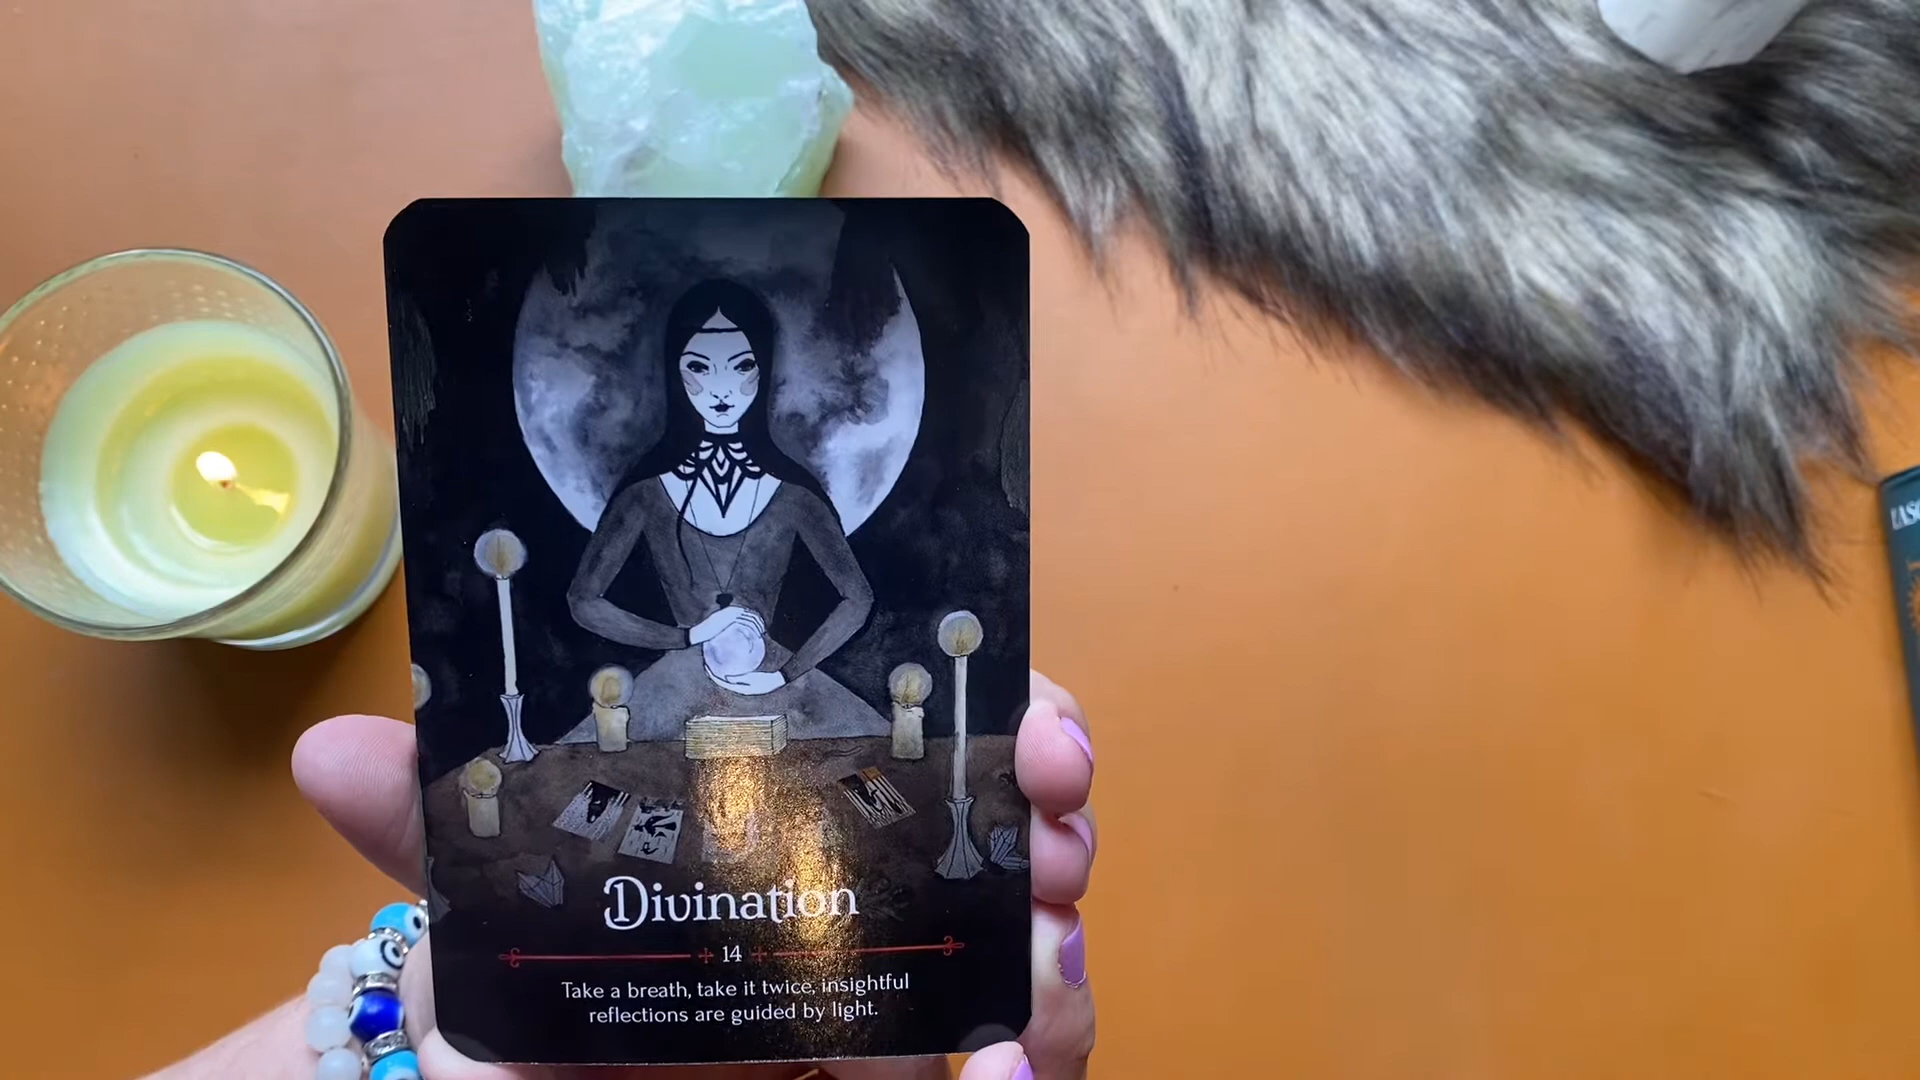 Divination
14
Take a breath, take it twice, insightful
reflections are guided by light.